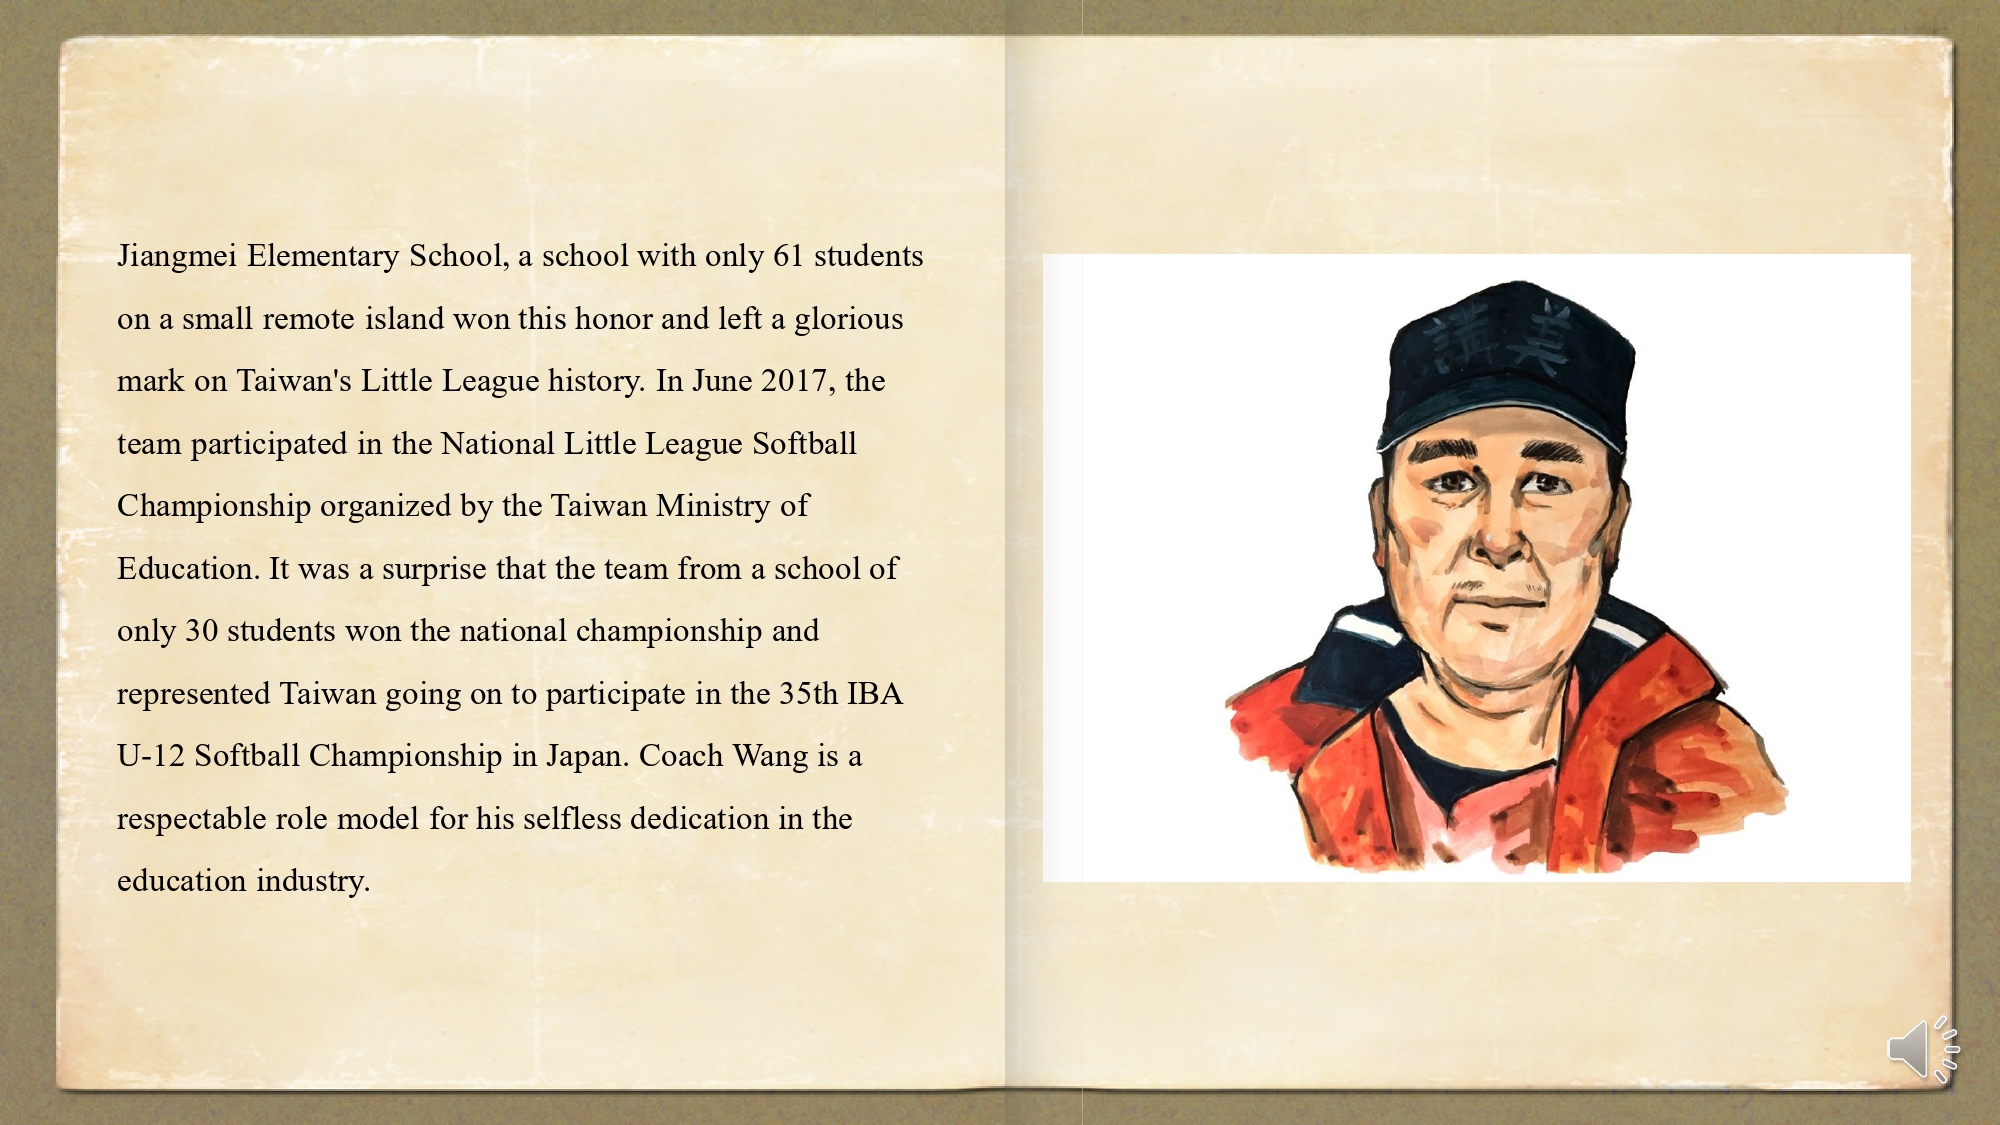 Jiangmei Elementary School, a school with only 61 students
on a small remote island won this honor and left a glorious
mark on Taiwan's Little League history. In June 2017, the
team participated in the National Little League Softball
Championship organized by the Taiwan Ministry of
Education. It was a surprise that the team from a school of
only 30 students won the national championship and
represented Taiwan going on to participate in the 35th IBA
U-12 Softball Championship in Japan. Coach Wang is a
respectable role model for his selfless dedication in the
education industry.
講美